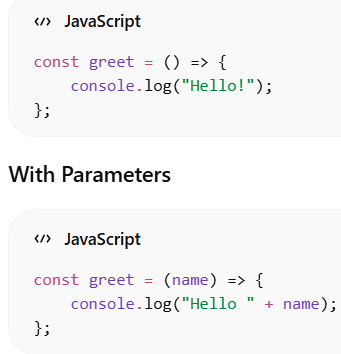 </> JavaScript
const greet = () => {
    console.log("Hello!");
};
With Parameters
</> JavaScript
const greet = (name) => {
    console.log("Hello " + name);
};